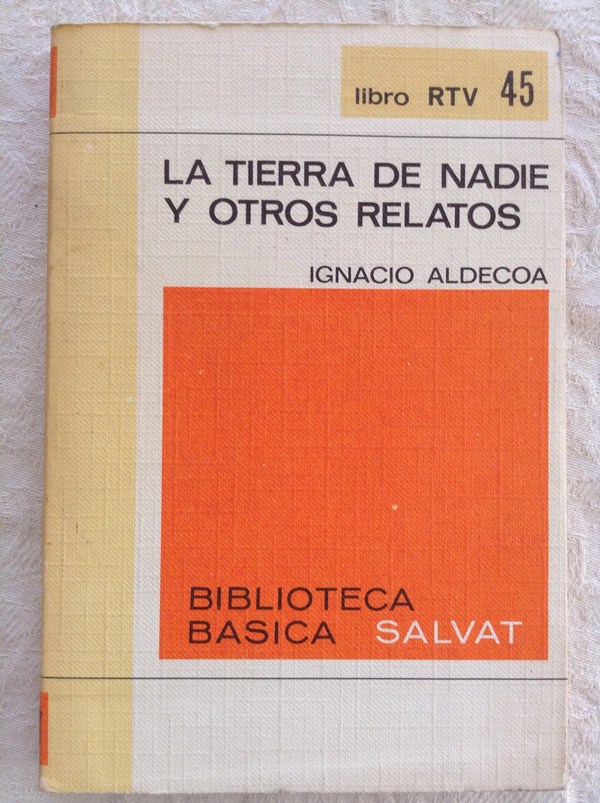 libro RTV 45
LA TIERRA DE NADIE
Y OTROS RELATOS
IGNACIO ALDECOA
BIBLIOTECA
BASICA SALVAT